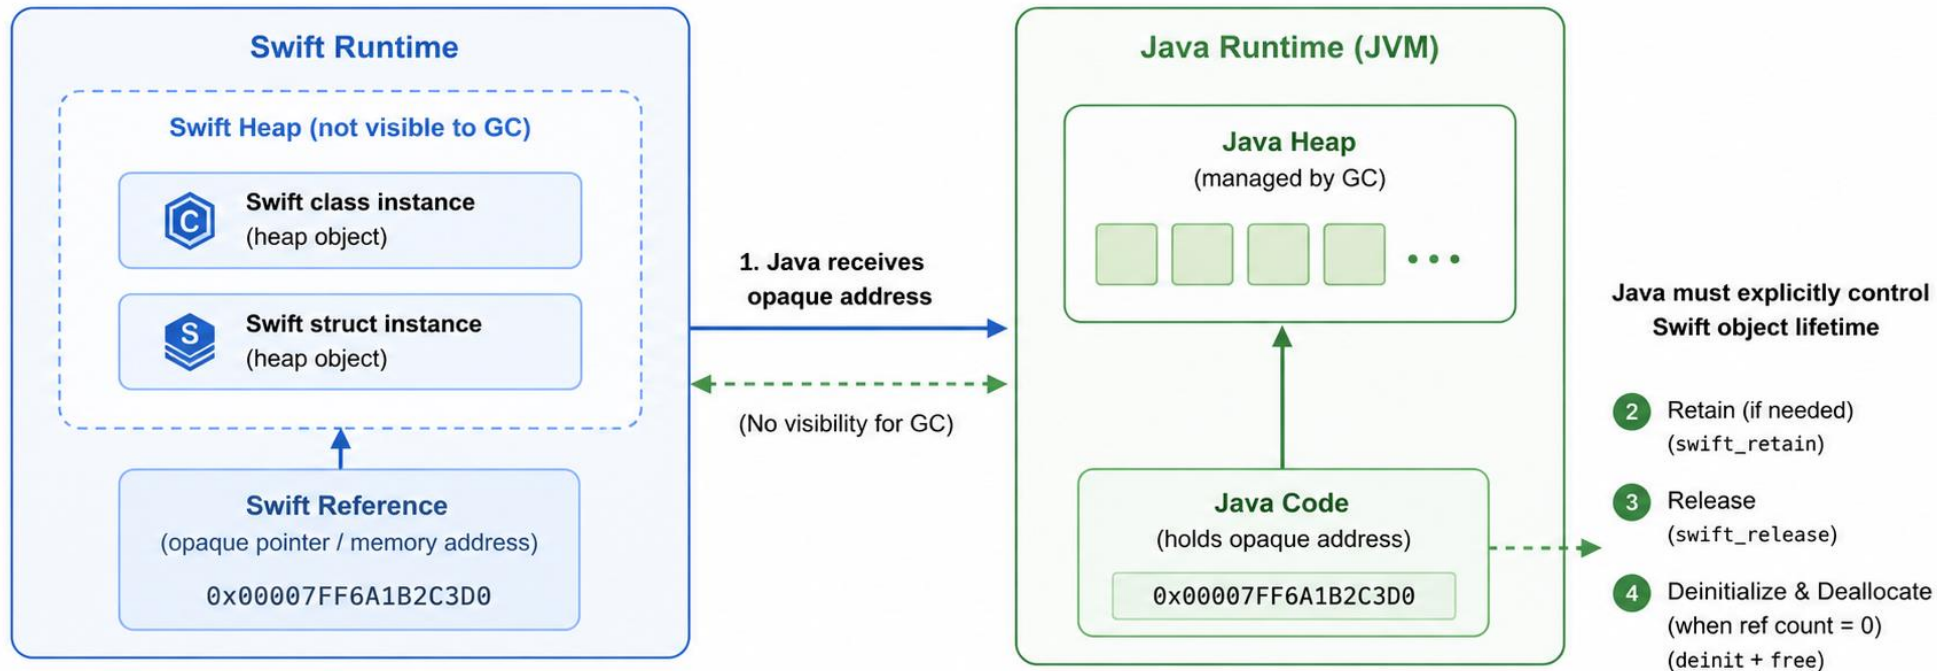 Swift Runtime
Swift Heap (not visible to GC)
C
Swift class instance
(heap object)
S
Swift struct instance
(heap object)
Swift Reference
(opaque pointer / memory address)
0x00007FF6A1B2C3D0
1. Java receives
opaque address
(No visibility for GC)
Java Runtime (JVM)
Java Heap
(managed by GC)
Java Code
(holds opaque address)
0x00007FF6A1B2C3D0
Java must explicitly control
Swift object lifetime
2 Retain (if needed)
(swift_retain)
3 Release
(swift_release)
4 Deinitialize & Deallocate
(when ref count = 0)
(deinit + free)